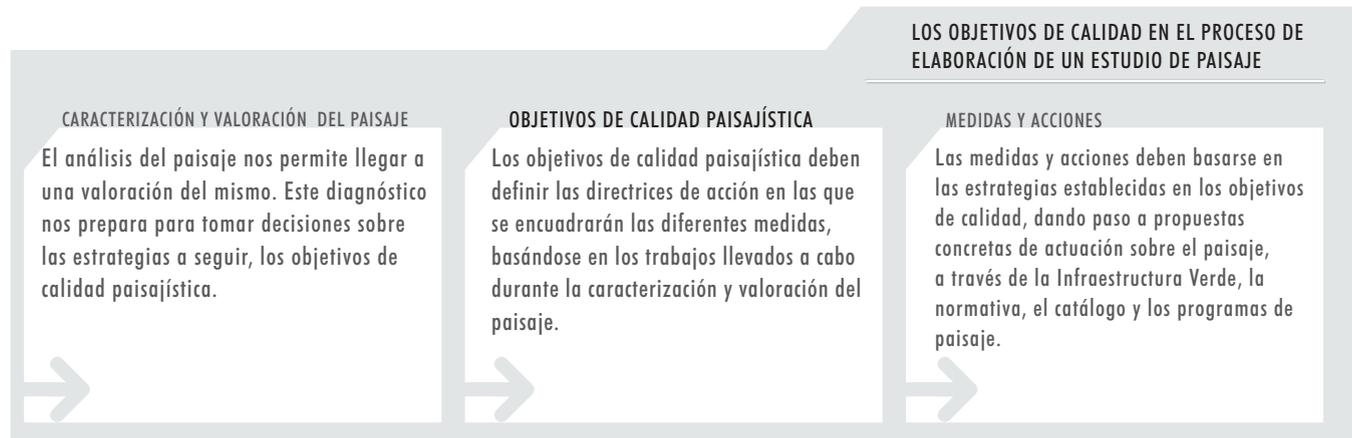 LOS OBJETIVOS DE CALIDAD EN EL PROCESO DE
ELABORACIÓN DE UN ESTUDIO DE PAISAJE
CARACTERIZACIÓN Y VALORACIÓN DEL PAISAJE
El análisis del paisaje nos permite llegar a
una valoración del mismo. Este diagnóstico
nos prepara para tomar decisiones sobre
las estrategias a seguir, los objetivos de
calidad paisajística.
OBJETIVOS DE CALIDAD PAISAJÍSTICA
Los objetivos de calidad paisajística deben
definir las directrices de acción en las que
se encuadrarán las diferentes medidas,
basándose en los trabajos llevados a cabo
durante la caracterización y valoración del
paisaje.
MEDIDAS Y ACCIONES
Las medidas y acciones deben basarse en
las estrategias establecidas en los objetivos
de calidad, dando paso a propuestas
concretas de actuación sobre el paisaje,
a través de la Infraestructura Verde, la
normativa, el catálogo y los programas de
paisaje.